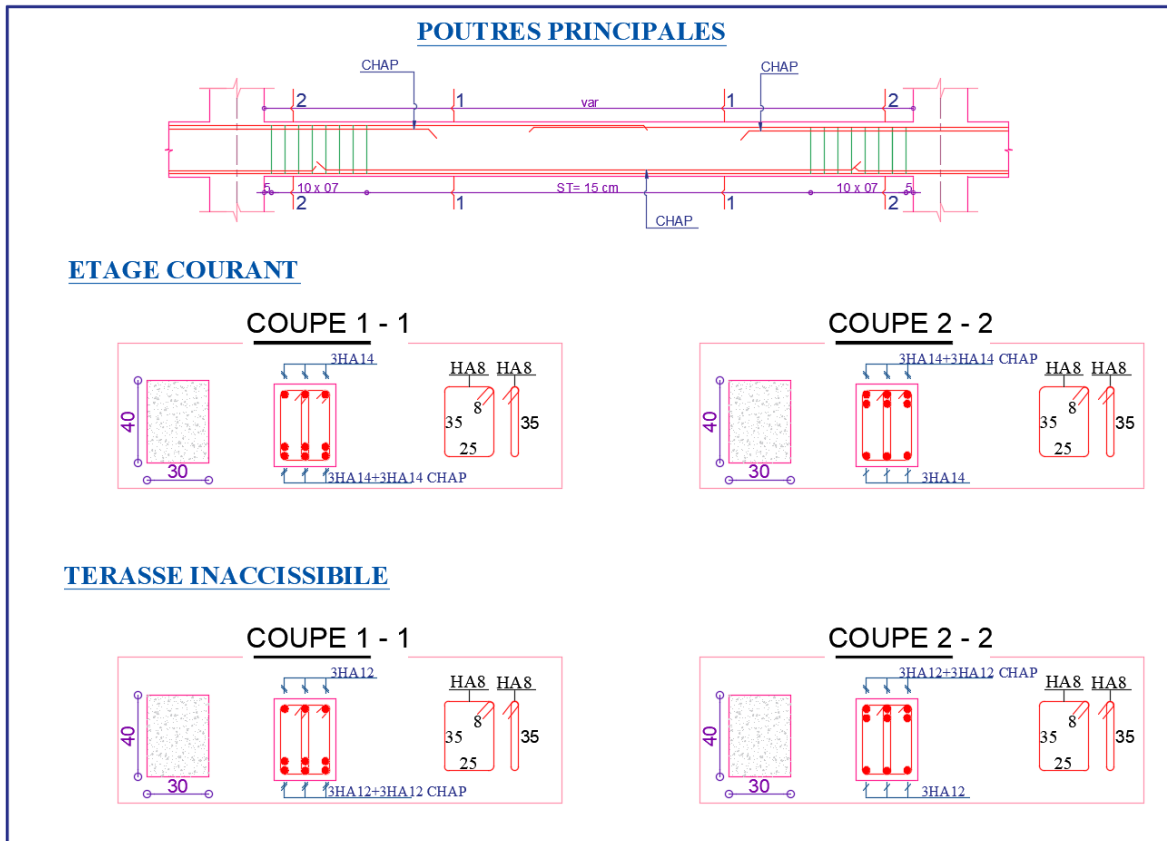 POUTRES PRINCIPALES
CHAP
CHAP
2
1
var
1
2
5
10 x 07
ST= 15 cm
10 x 07
5
2
1
1
2
CHAP
ETAGE COURANT
COUPE 1 - 1
3HA14
HA8 HA8
40
8
35
35
25
30
3HA14+3HA14 CHAP
COUPE 2 - 2
3HA14+3HA14 CHAP
HA8 HA8
40
8
35
35
25
30
3HA14
TERASSE INACCISSIBILE
COUPE 1 - 1
3HA12
HA8 HA8
40
8
35
35
25
30
3HA12+3HA12 CHAP
COUPE 2 - 2
3HA12+3HA12 CHAP
HA8 HA8
40
8
35
35
25
30
3HA12